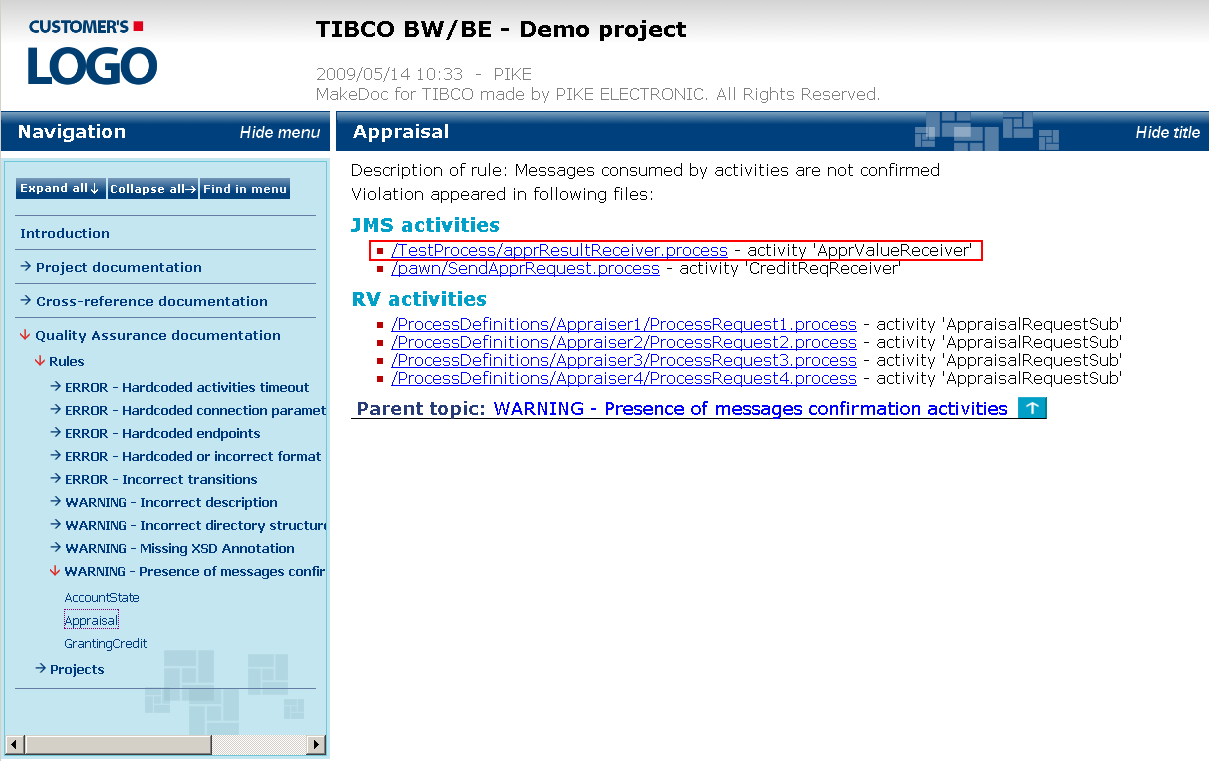 CUSTOMER'S
LOGO
TIBCO BW/BE - Demo project
2009/05/14 10:33 - PIKE
MakeDoc for TIBCO made by PIKE ELECTRONIC. All Rights Reserved.
Navigation
Hide menu
Appraisal
Hide title
Expand all↓
Collapse all→
Find in menu
Introduction
Project documentation
Cross-reference documentation
Quality Assurance documentation
Rules
ERROR - Hardcoded activities timeout
ERROR - Hardcoded connection paramet
ERROR - Hardcoded endpoints
ERROR - Hardcoded or incorrect format
ERROR - Incorrect transitions
WARNING - Incorrect description
WARNING - Incorrect directory structure
WARNING - Missing XSD Annotation
WARNING - Presence of messages confir
AccountState
Appraisal
GrantingCredit
Projects
Description of rule: Messages consumed by activities are not confirmed
Violation appeared in following files:
JMS activities
/TestProcess/apprResultReceiver.process - activity 'ApprValueReceiver'
/pawn/SendApprRequest.process - activity 'CreditReqReceiver'
RV activities
/ProcessDefinitions/Appraiser1/ProcessRequest1.process - activity 'AppraisalRequestSub'
/ProcessDefinitions/Appraiser2/ProcessRequest2.process - activity 'AppraisalRequestSub'
/ProcessDefinitions/Appraiser3/ProcessRequest3.process - activity 'AppraisalRequestSub'
/ProcessDefinitions/Appraiser4/ProcessRequest4.process - activity 'AppraisalRequestSub'
Parent topic: WARNING - Presence of messages confirmation activities